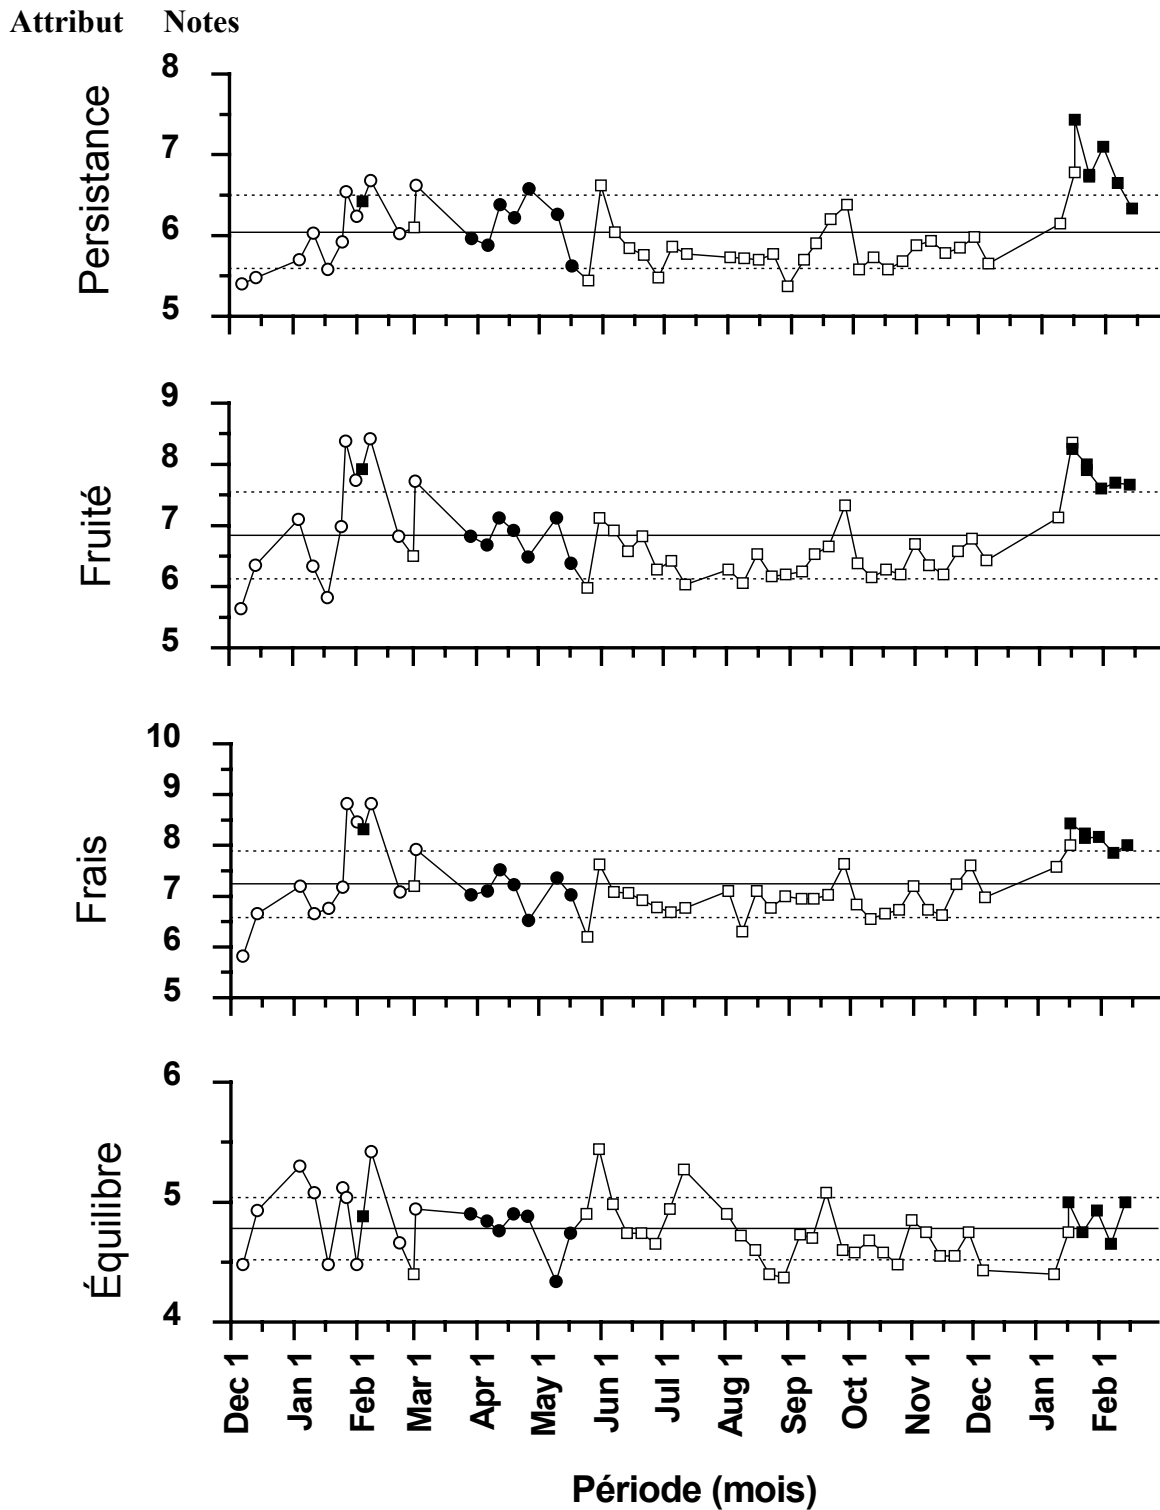 Attribut Notes
Persistance
8
7
6
5
Fruité
9
8
7
6
5
Frais
10
9
8
7
6
5
Équilibre
6
5
4
Dec 1 Jan 1 Feb 1 Mar 1 Apr 1 May 1 Jun 1 Jul 1 Aug 1 Sep 1 Oct 1 Nov 1 Dec 1 Jan 1 Feb 1
Période (mois)